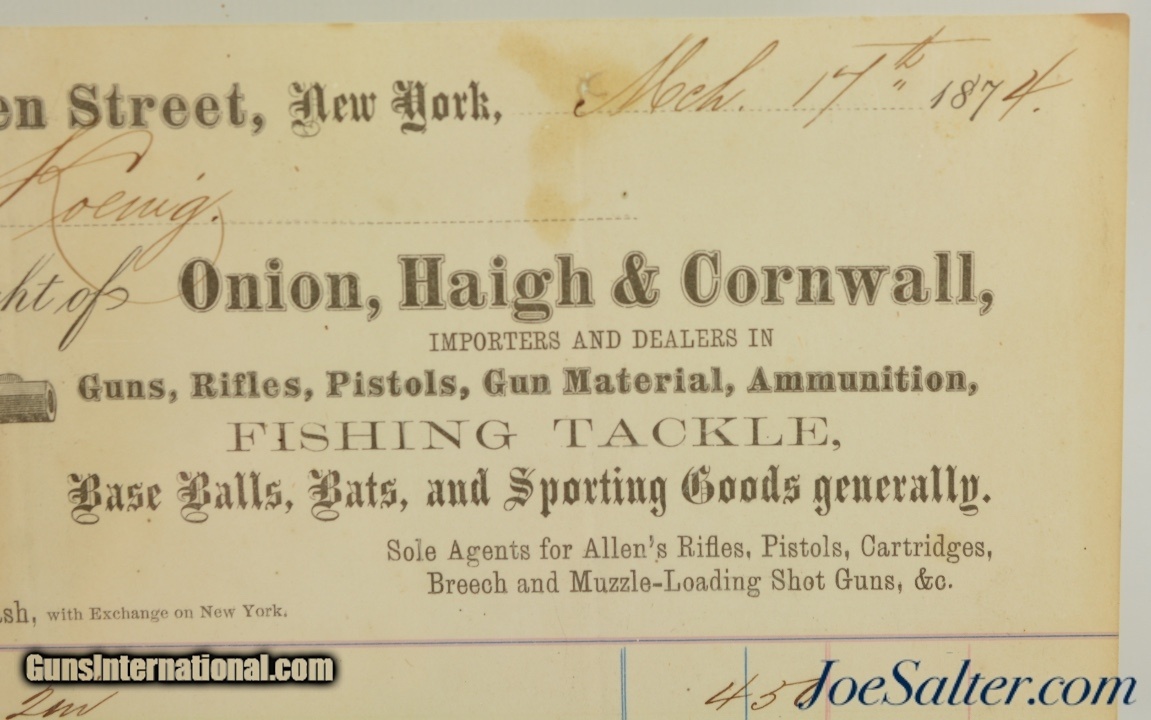 en Street, New York, Mch. 17th 1874.
Koenig.
ht of Onion, Haigh & Cornwall,
IMPORTERS AND DEALERS IN
Guns, Rifles, Pistols, Gun Material, Ammunition,
FISHING TACKLE,
Base Balls, Bats, and Sporting Goods generally.
Sole Agents for Allen's Rifles, Pistols, Cartridges,
Breech and Muzzle-Loading Shot Guns, &c.
sh, with Exchange on New York.
GunsInternational.com
450
JoeSalter.com